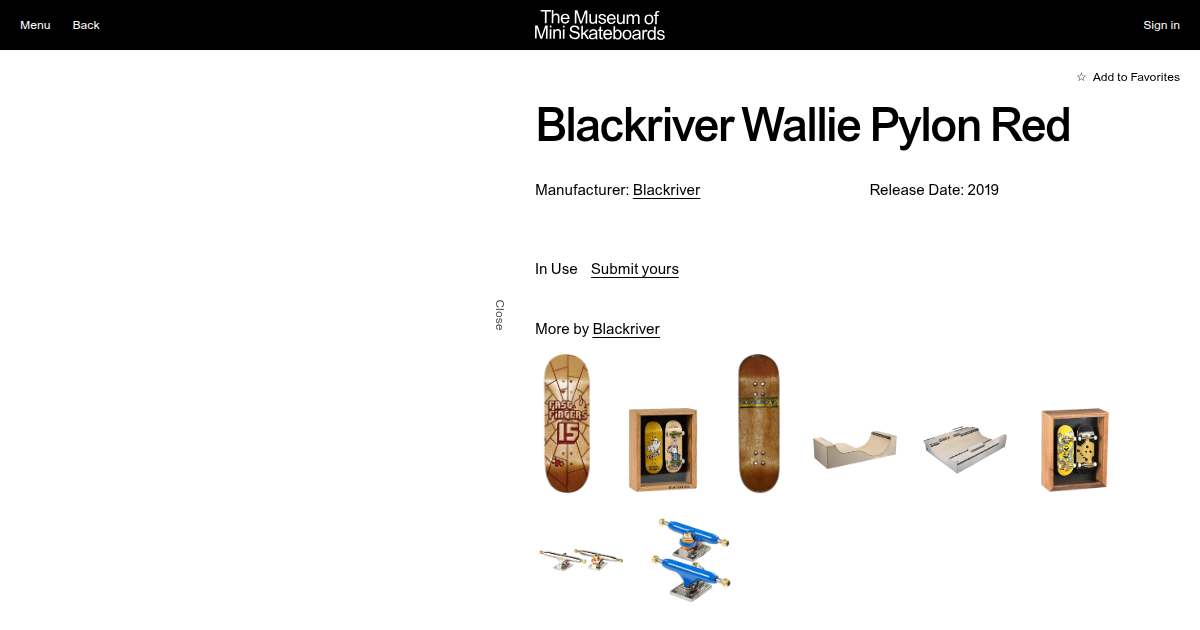 Menu
Back
The Museum of
Mini Skateboards
Sign in
☆ Add to Favorites
Blackriver Wallie Pylon Red
Manufacturer: Blackriver
Release Date: 2019
In Use
Submit yours
Close
More by Blackriver
FAST
FINGERS
15